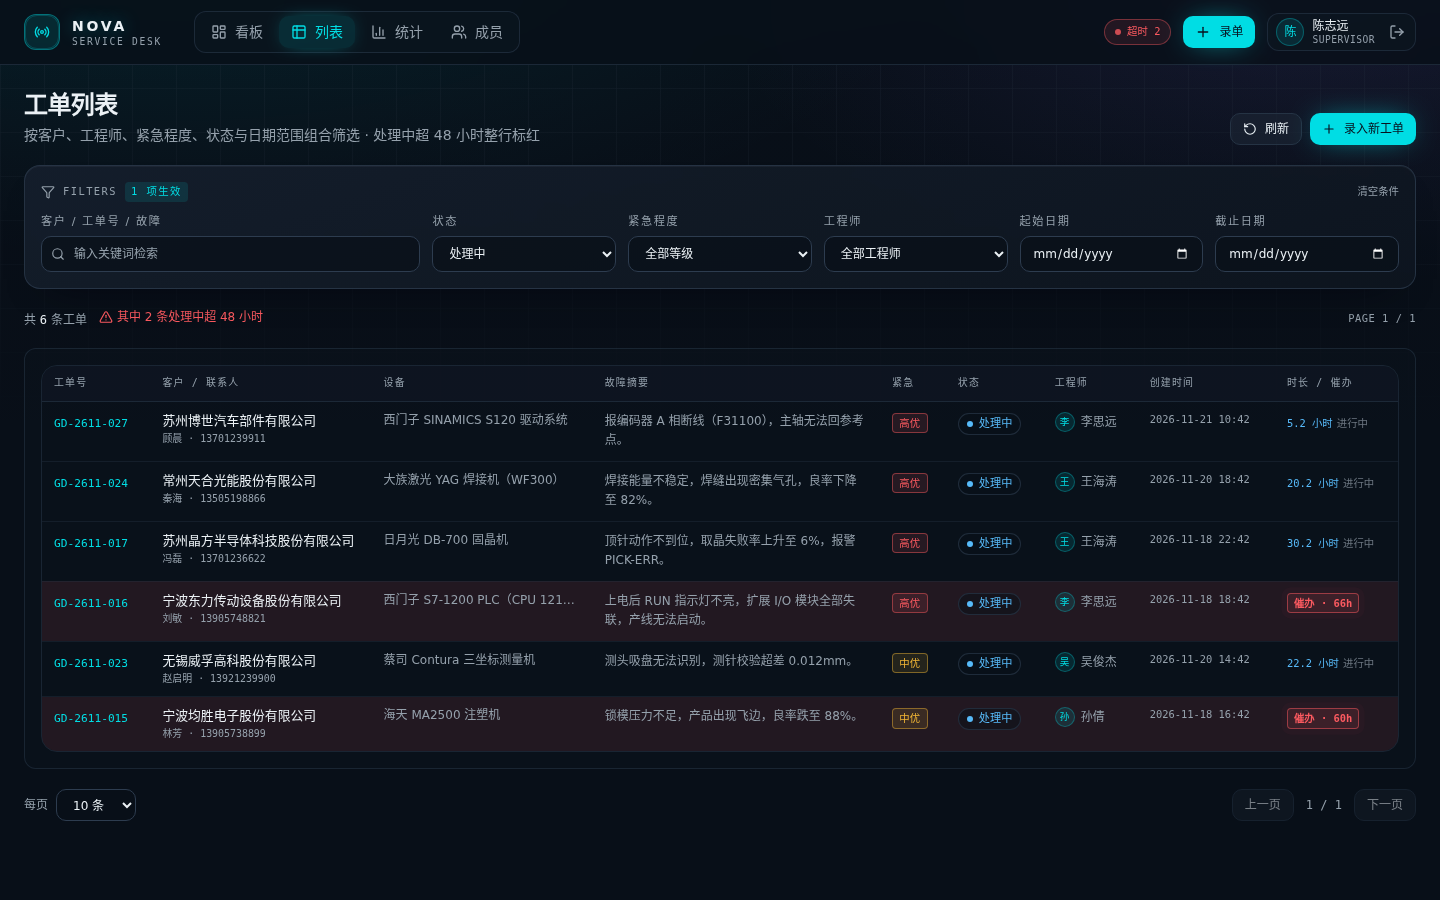 NOVA
SERVICE DESK
看板
列表
统计
成员
超时 2
录单
陈
陈志远
SUPERVISOR
工单列表
按客户、工程师、紧急程度、状态与日期范围组合筛选 · 处理中超 48 小时整行标红
刷新
录入新工单
FILTERS
1 项生效
清空条件
客户 / 工单号 / 故障
状态
紧急程度
工程师
起始日期
截止日期
输入关键词检索
处理中
全部等级
全部工程师
mm/dd/yyyy
mm/dd/yyyy
共 6 条工单
其中 2 条处理中超 48 小时
PAGE 1 / 1
工单号
客户 / 联系人
设备
故障摘要
紧急
状态
工程师
创建时间
时长 / 催办
GD-2611-027
苏州博世汽车部件有限公司
顾晨 · 13701239911
西门子 SINAMICS S120 驱动系统
报编码器 A 相断线（F31100），主轴无法回参考
点。
高优
处理中
李
李思远
2026-11-21 10:42
5.2 小时 进行中
GD-2611-024
常州天合光能股份有限公司
秦海 · 13505198866
大族激光 YAG 焊接机（WF300）
焊接能量不稳定，焊缝出现密集气孔，良率下降
至 82%。
高优
处理中
王
王海涛
2026-11-20 18:42
20.2 小时 进行中
GD-2611-017
苏州晶方半导体科技股份有限公司
冯磊 · 13701236622
日月光 DB-700 固晶机
顶针动作不到位，取晶失败率上升至 6%，报警
PICK-ERR。
高优
处理中
王
王海涛
2026-11-18 22:42
30.2 小时 进行中
GD-2611-016
宁波东力传动设备股份有限公司
刘敏 · 13905748821
西门子 S7-1200 PLC（CPU 121…
上电后 RUN 指示灯不亮，扩展 I/O 模块全部失
联，产线无法启动。
高优
处理中
李
李思远
2026-11-18 18:42
催办 · 66h
GD-2611-023
无锡威孚高科股份有限公司
赵启明 · 13921239900
蔡司 Contura 三坐标测量机
测头吸盘无法识别，测针校验超差 0.012mm。
中优
处理中
吴
吴俊杰
2026-11-20 14:42
22.2 小时 进行中
GD-2611-015
宁波均胜电子股份有限公司
林芳 · 13905738899
海天 MA2500 注塑机
锁模压力不足，产品出现飞边，良率跌至 88%。
中优
处理中
孙
孙倩
2026-11-18 16:42
催办 · 60h
每页
10 条
上一页
1 / 1
下一页